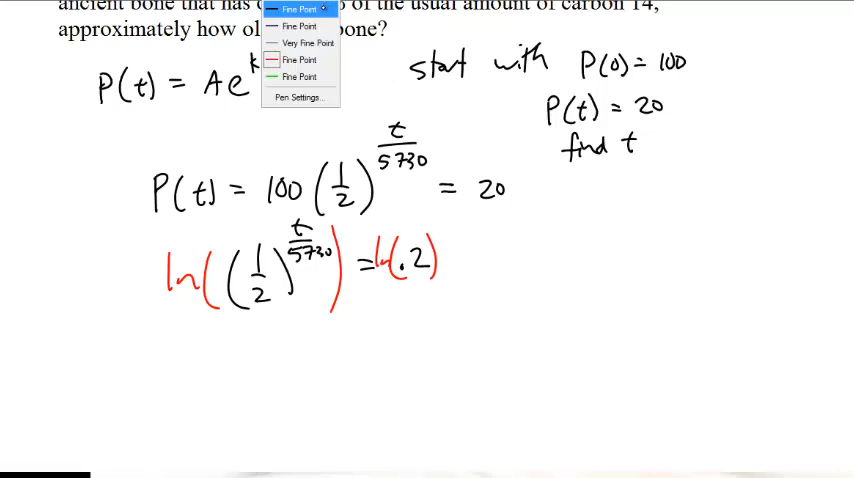 ancient bone that has of the usual amount of carbon 14,
approximately how ol bone?
Fine Point
Fine Point
Very Fine Point
Fine Point
Fine Point
Pen Settings...
P(t) = Ae^k
start with P(0) = 100
P(t) = 20
find t
P(t) = 100 (1/2)^(t/5730) = 20
ln((1/2)^(t/5730)) = ln(.2)